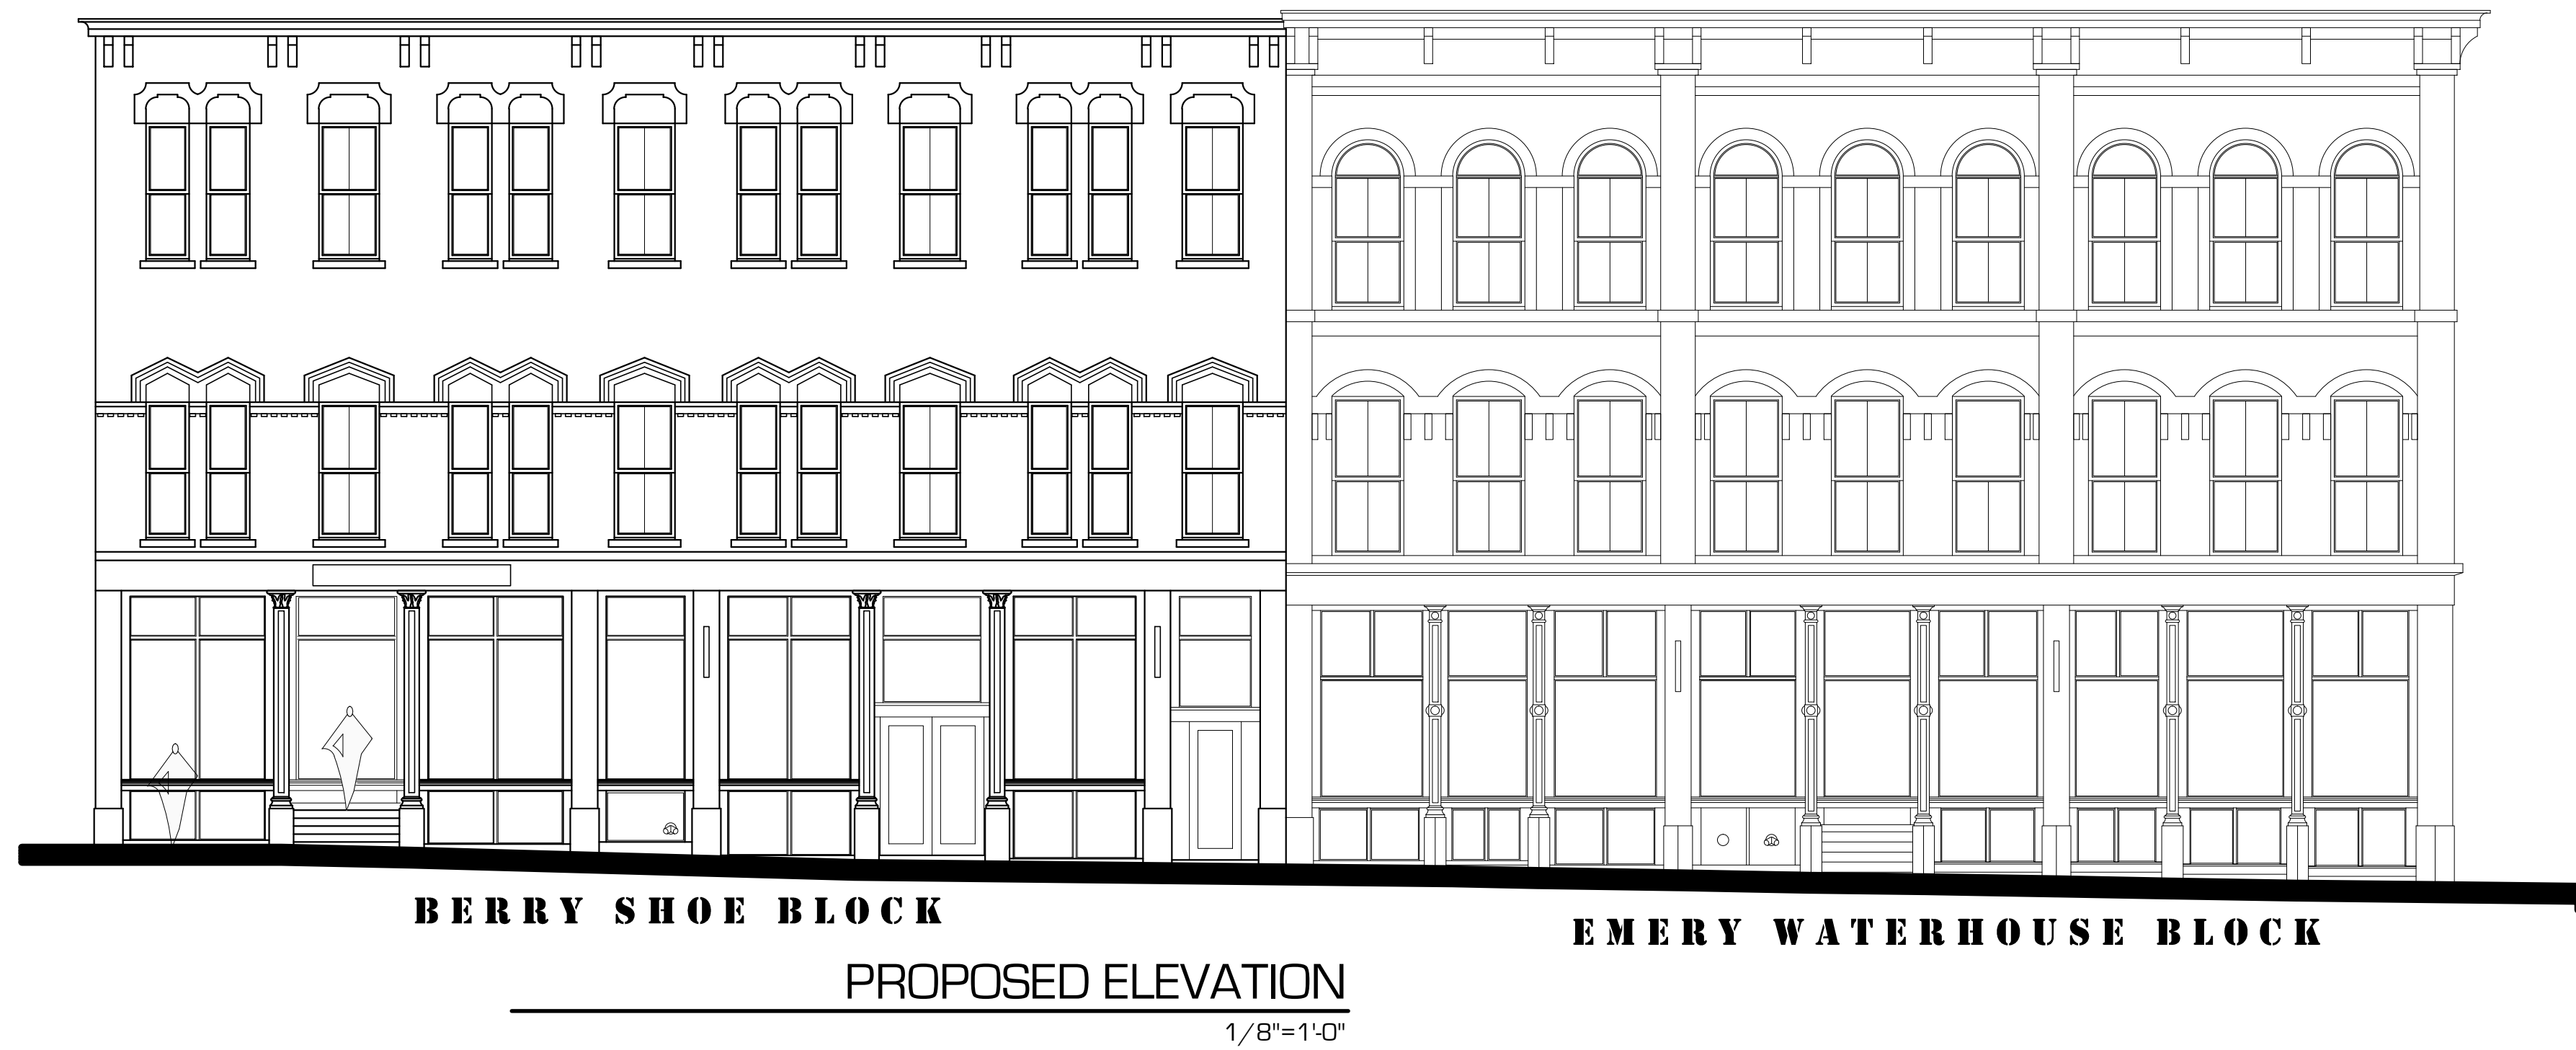 BERRY SHOE BLOCK
EMERY WATERHOUSE BLOCK
PROPOSED ELEVATION
1/8"=1'-0"